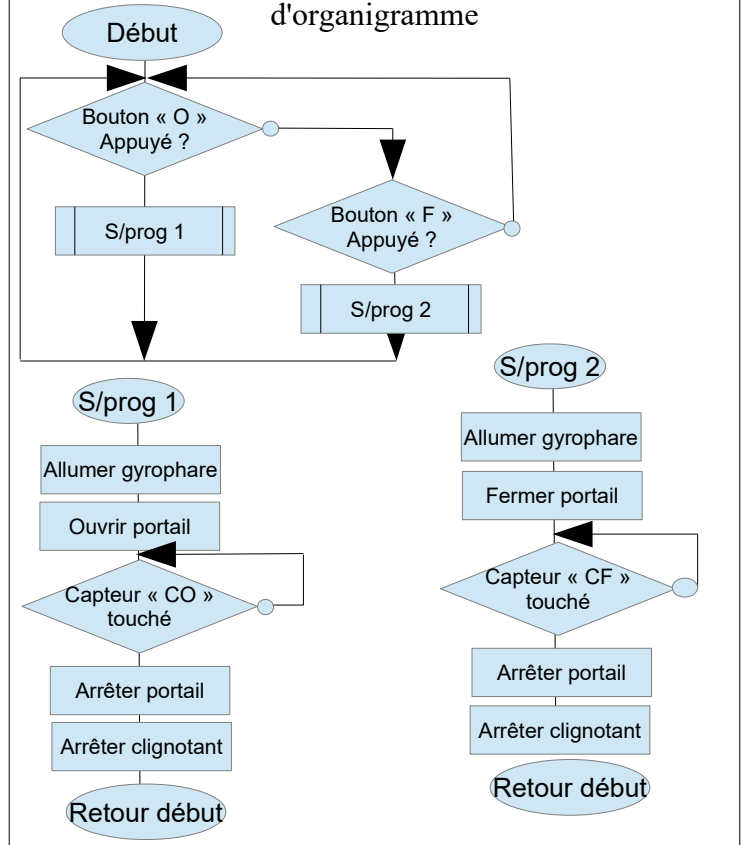 d'organigramme
Début
Bouton « O »
Appuyé ?
Bouton « F »
Appuyé ?
S/prog 1
S/prog 2
S/prog 1
Allumer gyrophare
Ouvrir portail
Capteur « CO »
touché
Arrêter portail
Arrêter clignotant
Retour début
S/prog 2
Allumer gyrophare
Fermer portail
Capteur « CF »
touché
Arrêter portail
Arrêter clignotant
Retour début